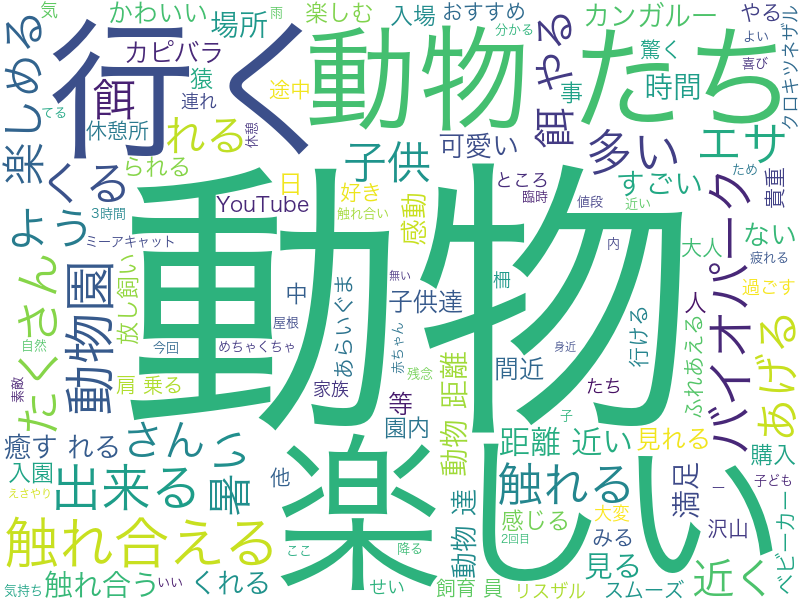 気
かわいい
場所
雨
楽しむ
入場
おすすめ
分かる
カンガルー
やる
よい
喜び
楽しめる
行く
カピバラ
猿
連れ
動物
途中
餌 やる
驚く
事
時間
たち
クロキツネザル
てる
餌
休憩所
れる
休憩
子供
可愛い
多い
エサ
くる
られる
日
好き
ところ
臨時
すごい
値段
近い
ため
貴重
よう
3時間
ミーアキャット
YouTube
触れ合い
感動
大人
ない
疲れる
たくさん
動物園
放し飼い
中
あらいぐま
無い
子供達
柵
内
人
バイオパーク
過ごす
動物
自然
今回
めちゃくちゃ
屋根
赤ちゃん
行ける
ふれあえる
あげる
素敵
肩 乗る
家族
等
残念
動物 距離
間近
身近
たち
癒す れる
さん
園内
子
距離 近い
見れる
購入
入園
えさやり
出来る
暑い
他
楽しい
動物 達
触れる
感じる
大変
満足
一
子ども
沢山
触れ合える
ここ
降る
2回目
みる
見る
近く
ベビーカー
気持ち
触れ合う
いい
くれる
せい
飼育 員
リスザル
スムーズ